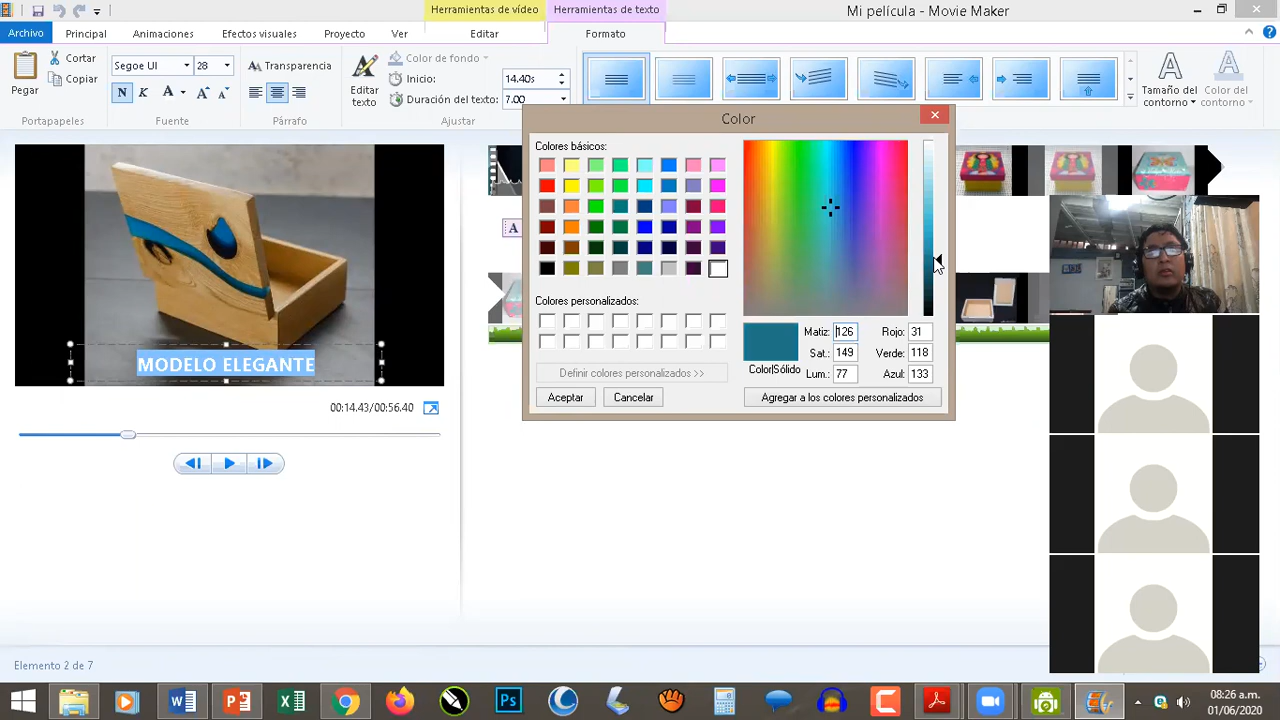 Herramientas de vídeo
Herramientas de texto
Mi película - Movie Maker
Archivo
Principal
Animaciones
Efectos visuales
Proyecto
Ver
Editar
Formato
Pegar
Cortar
Copiar
Portapapeles
Segoe UI
28
N K A A A
Fuente
Transparencia
Párrafo
Editar texto
Color de fondo
Inicio: 14.40s
Duración del texto: 7.00
Ajustar
Tamaño del contorno
Color del contorno
Color
Colores básicos:
Colores personalizados:
Definir colores personalizados >>
Aceptar
Cancelar
Color|Sólido
Matiz: 126
Sat.: 149
Lum.: 77
Rojo: 31
Verde: 118
Azul: 133
Agregar a los colores personalizados
A
MODELO ELEGANTE
00:14.43/00:56.40
Elemento 2 de 7
Ps
08:26 a.m.
01/06/2020